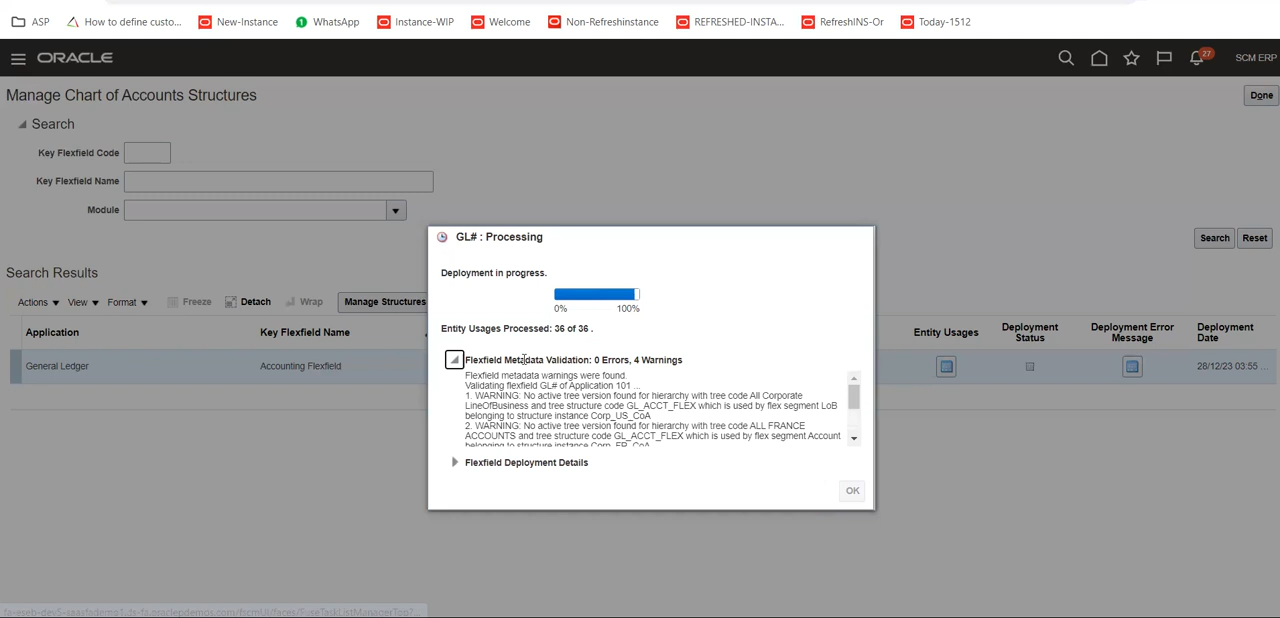 ASP How to define custo... New-Instance WhatsApp Instance-WIP Welcome Non-Refreshinstance REFRESHED-INSTA... RefreshINS-Or Today-1512
ORACLE 27 SCM ERP
Manage Chart of Accounts Structures Done
Search
Key Flexfield Code
Key Flexfield Name
Module
Search Reset
Search Results
Actions View Format Freeze Detach Wrap Manage Structures
Application Key Flexfield Name Entity Usages Deployment Status Deployment Error Message Deployment Date
General Ledger Accounting Flexfield 28/12/23 03:55 ...
GL# : Processing
Deployment in progress.
0% 100%
Entity Usages Processed: 36 of 36 .
Flexfield Metadata Validation: 0 Errors, 4 Warnings
Flexfield metadata warnings were found.
Validating flexfield GL# of Application 101 ...
1. WARNING: No active tree version found for hierarchy with tree code All Corporate
LineOfBusiness and tree structure code GL_ACCT_FLEX which is used by flex segment LoB
belonging to structure instance Corp_US_CoA
2. WARNING: No active tree version found for hierarchy with tree code ALL FRANCE
ACCOUNTS and tree structure code GL_ACCT_FLEX which is used by flex segment Account
belonging to structure instance Corp_FR_CoA
Flexfield Deployment Details
OK